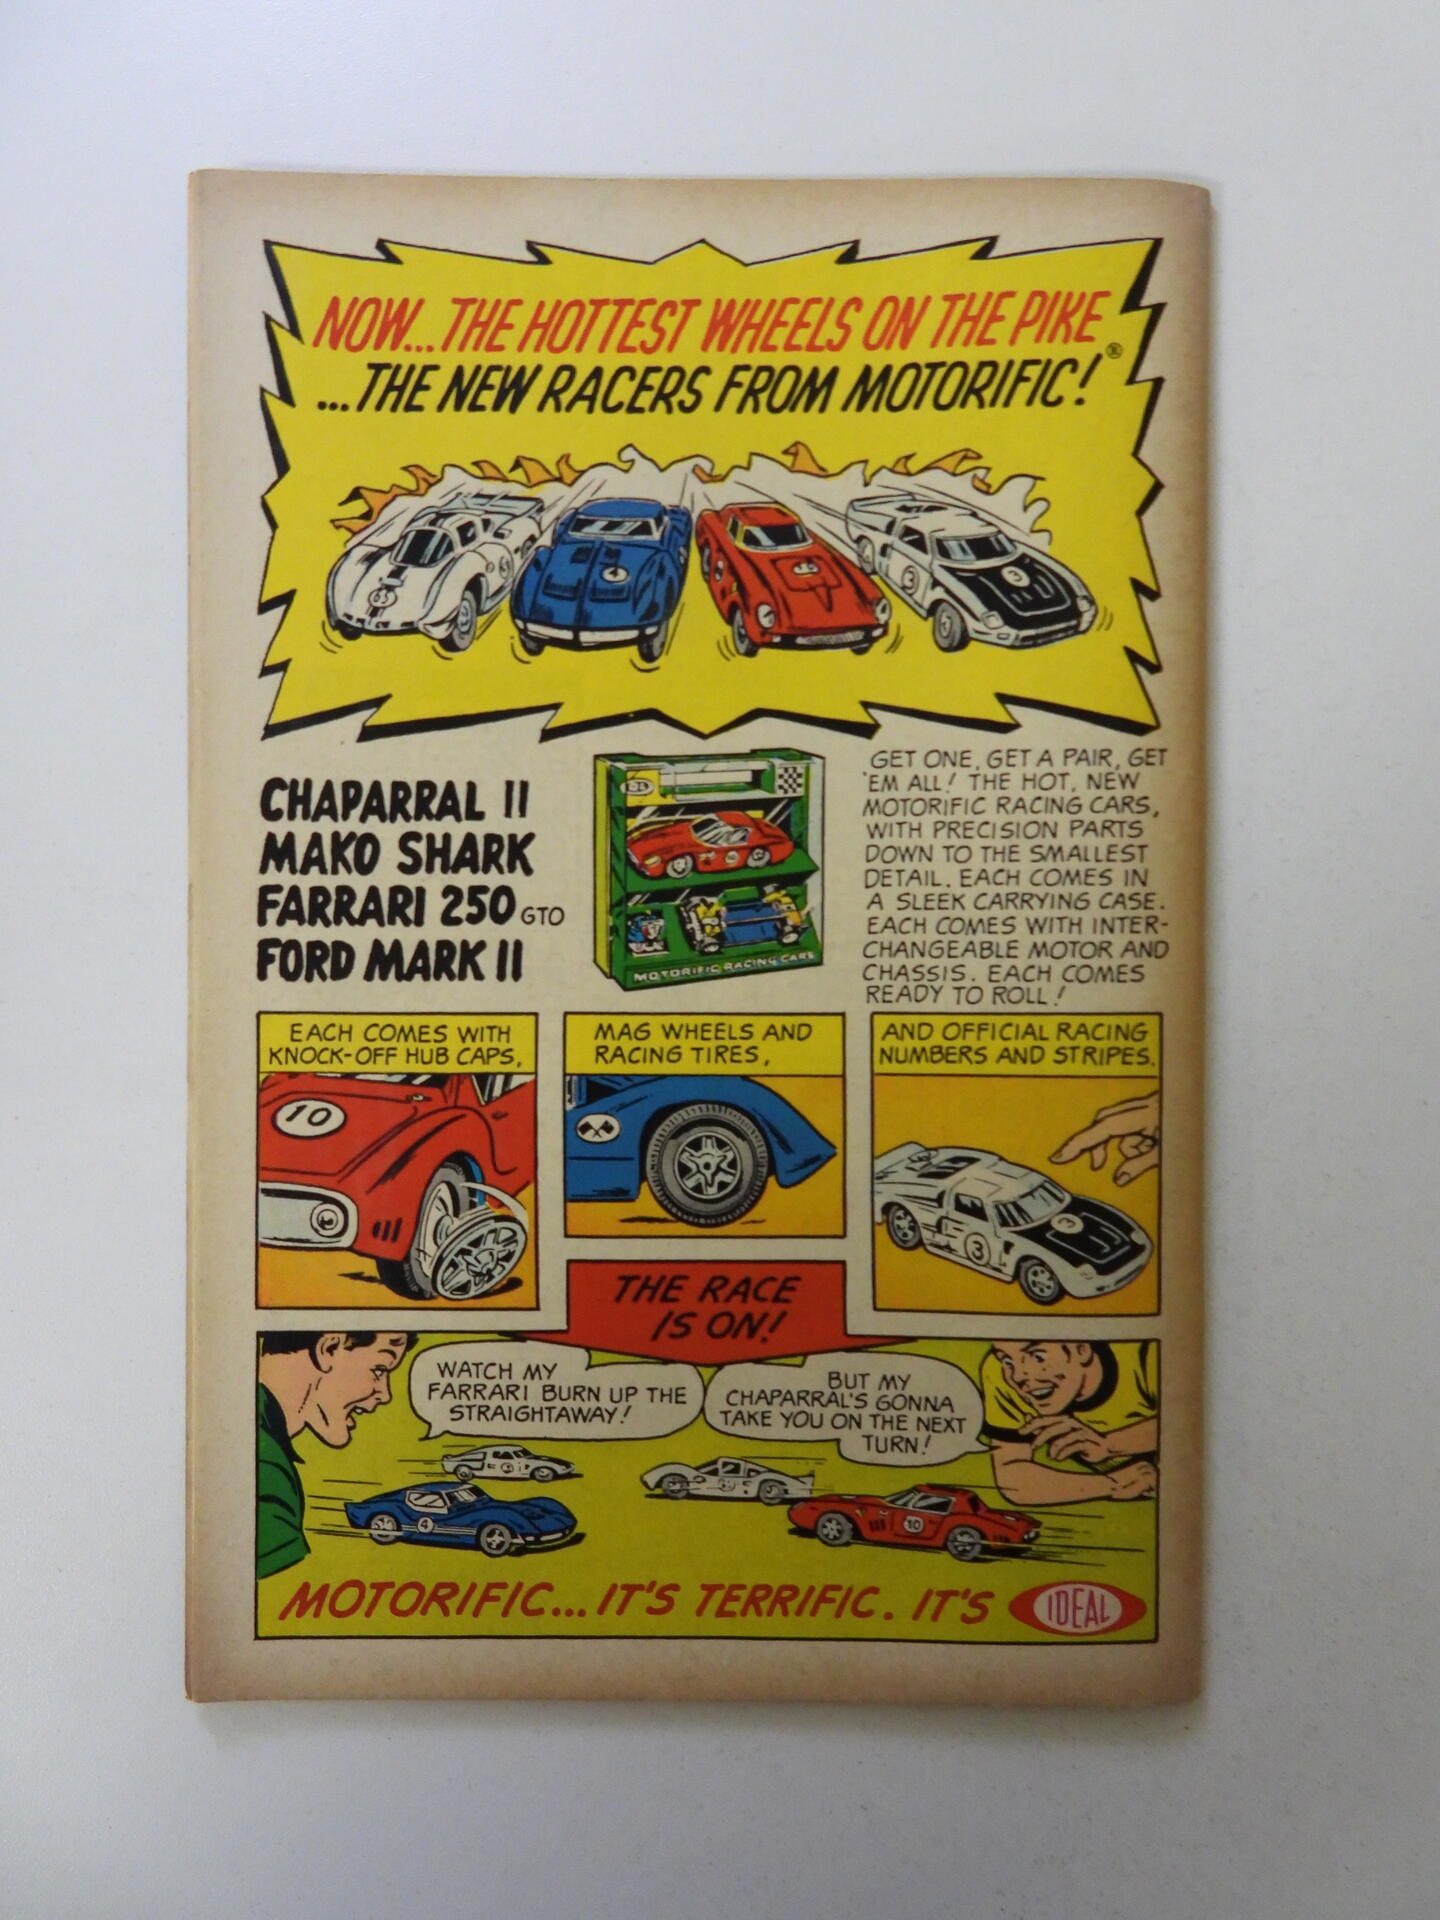 NOW...THE HOTTEST WHEELS ON THE PIKE
...THE NEW RACERS FROM MOTORIFIC!®
63
4
3
3
CHAPARRAL II
MAKO SHARK
FARRARI 250 GTO
FORD MARK II
MOTORIFIC RACING CARS
GET ONE, GET A PAIR, GET
'EM ALL! THE HOT, NEW
MOTORIFIC RACING CARS,
WITH PRECISION PARTS
DOWN TO THE SMALLEST
DETAIL. EACH COMES IN
A SLEEK CARRYING CASE.
EACH COMES WITH INTER-
CHANGEABLE MOTOR AND
CHASSIS. EACH COMES
READY TO ROLL!
EACH COMES WITH
KNOCK-OFF HUB CAPS,
10
MAG WHEELS AND
RACING TIRES,
AND OFFICIAL RACING
NUMBERS AND STRIPES.
3
3
THE RACE
IS ON!
WATCH MY
FARRARI BURN UP THE
STRAIGHTAWAY!
BUT MY
CHAPARRAL'S GONNA
TAKE YOU ON THE NEXT
TURN!
4
10
MOTORIFIC... IT'S TERRIFIC. IT'S IDEAL